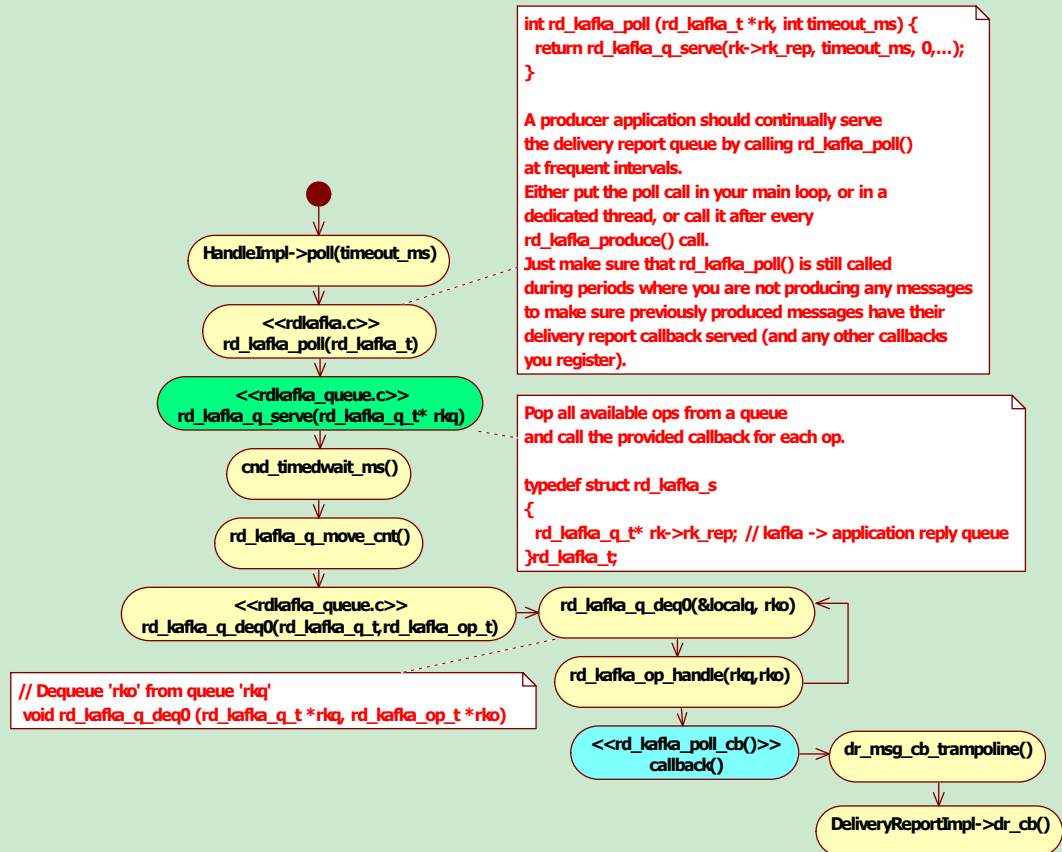 int rd_kafka_poll (rd_kafka_t *rk, int timeout_ms) {
return rd_kafka_q_serve(rk->rk_rep, timeout_ms, 0,...);
}
A producer application should continually serve
the delivery report queue by calling rd_kafka_poll()
at frequent intervals.
Either put the poll call in your main loop, or in a
dedicated thread, or call it after every
rd_kafka_produce() call.
Just make sure that rd_kafka_poll() is still called
during periods where you are not producing any messages
to make sure previously produced messages have their
delivery report callback served (and any other callbacks
you register).
HandleImpl->poll(timeout_ms)
<<rdkafka.c>>
rd_kafka_poll(rd_kafka_t)
<<rdkafka_queue.c>>
rd_kafka_q_serve(rd_kafka_q_t* rkq)
Pop all available ops from a queue
and call the provided callback for each op.
typedef struct rd_kafka_s
{
rd_kafka_q_t* rk->rk_rep; // kafka -> application reply queue
}rd_kafka_t;
cnd_timedwait_ms()
rd_kafka_q_move_cnt()
<<rdkafka_queue.c>>
rd_kafka_q_deq0(rd_kafka_q_t,rd_kafka_op_t)
rd_kafka_q_deq0(&localq, rko)
rd_kafka_op_handle(rkq,rko)
// Dequeue 'rko' from queue 'rkq'
void rd_kafka_q_deq0 (rd_kafka_q_t *rkq, rd_kafka_op_t *rko)
<<rd_kafka_poll_cb()>>
callback()
dr_msg_cb_trampoline()
DeliveryReportImpl->dr_cb()